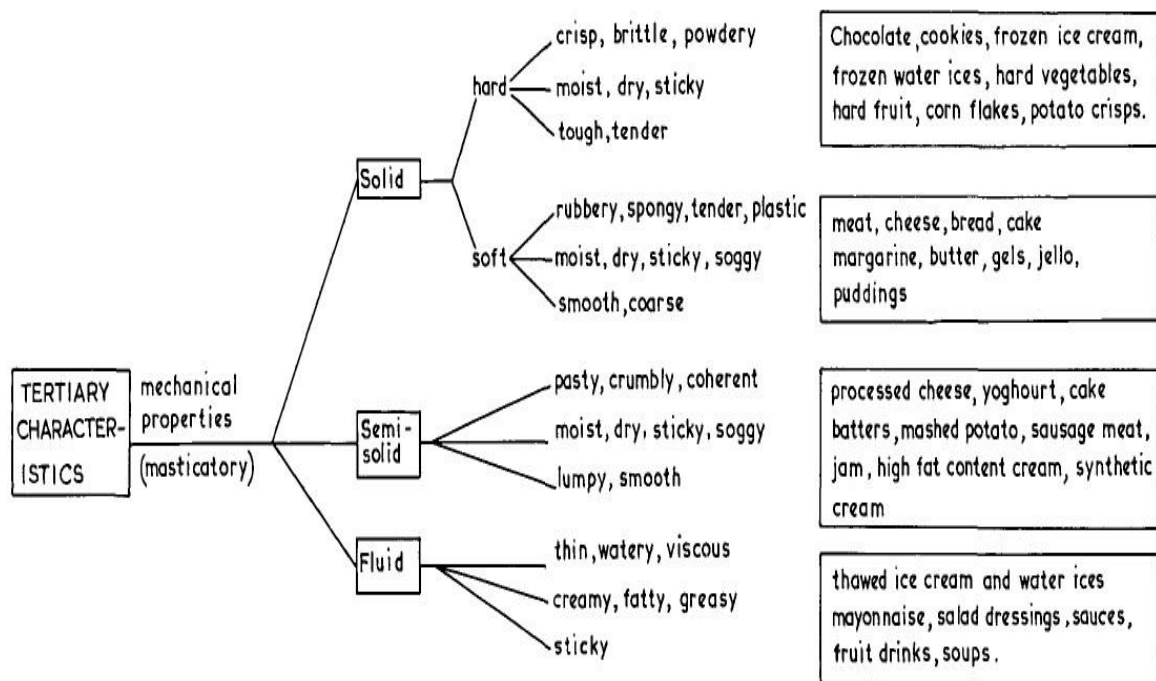 crisp, brittle, powdery
hard
moist, dry, sticky
tough, tender
Chocolate, cookies, frozen ice cream,
frozen water ices, hard vegetables,
hard fruit, corn flakes, potato crisps.
Solid
rubbery, spongy, tender, plastic
soft
moist, dry, sticky, soggy
smooth, coarse
meat, cheese, bread, cake
margarine, butter, gels, jello,
puddings
TERTIARY
CHARACTER-
ISTICS
mechanical
properties
(masticatory)
Semi-
solid
pasty, crumbly, coherent
moist, dry, sticky, soggy
lumpy, smooth
processed cheese, yoghourt, cake
batters, mashed potato, sausage meat,
jam, high fat content cream, synthetic
cream
Fluid
thin, watery, viscous
creamy, fatty, greasy
sticky
thawed ice cream and water ices
mayonnaise, salad dressings, sauces,
fruit drinks, soups.